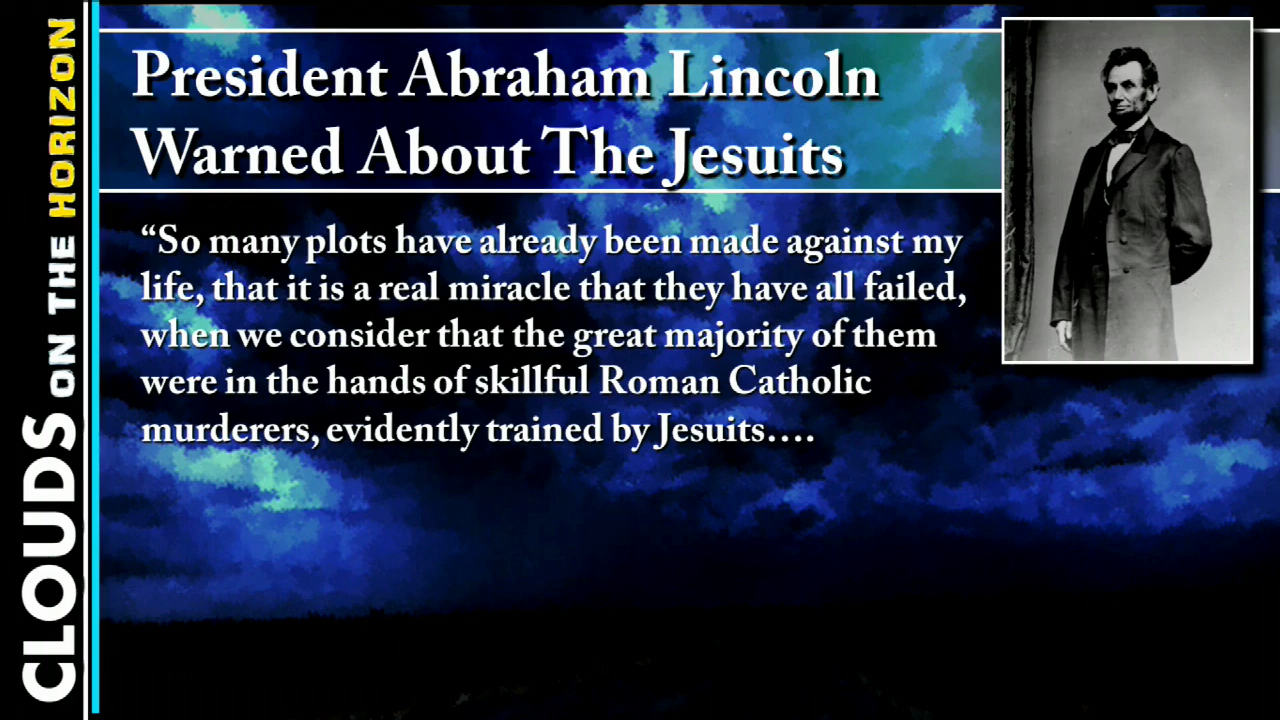 CLOUDS ON THE HORIZON
President Abraham Lincoln
Warned About The Jesuits
“So many plots have already been made against my
life, that it is a real miracle that they have all failed,
when we consider that the great majority of them
were in the hands of skillful Roman Catholic
murderers, evidently trained by Jesuits….